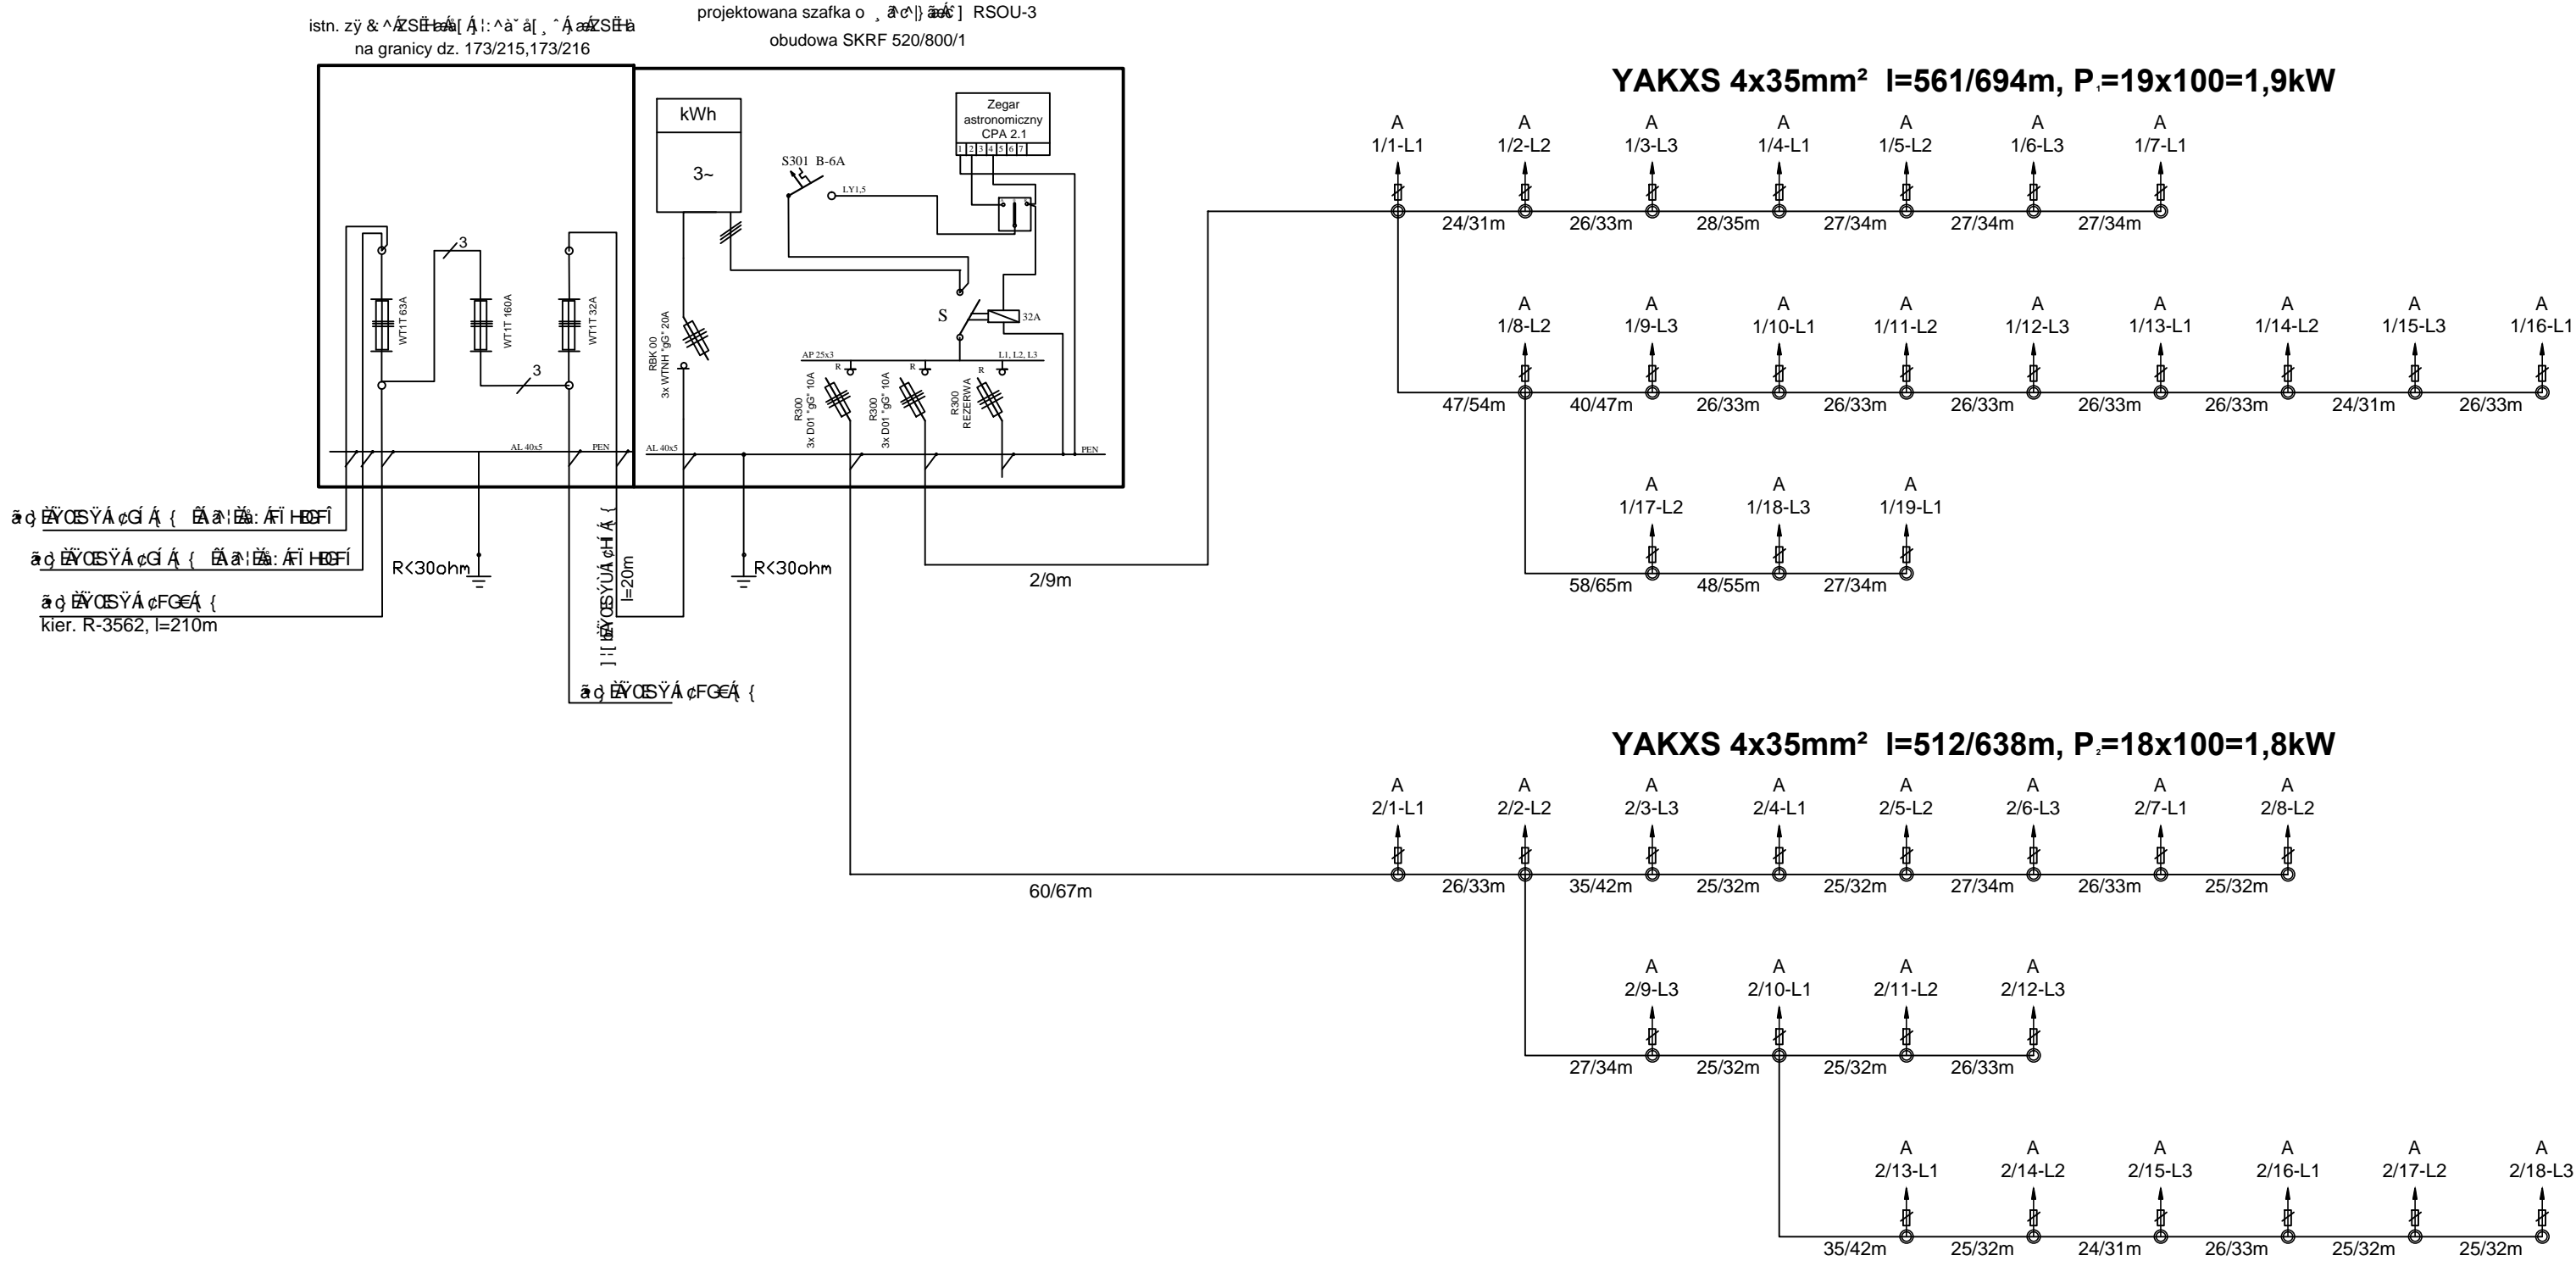 istn. 
na granicy dz. 173/215,173/216
projektowana szafka o RSOU-3
obudowa SKRF 520/800/1
kWh
3~
S301 B-6A
LY1,5
Zegar
astronomiczny
CPA 2.1
1 2 3 4 5 6 7
3
3
WT1T 63A
WT1T 160A
WT1T 32A
RBK 00
3x WTNH "gG" 20A
S
32A
AP 25x3
L1, L2, L3
R
R
R
R300
3x D01 "gG" 10A
R300
3x D01 "gG" 10A
R300
REZERWA
AL 40x5
PEN
AL 40x5
PEN
R<30ohm
R<30ohm
l=20m
kier. R-3562, l=210m
2/9m
60/67m
YAKXS 4x35mm² l=561/694m, P₁=19x100=1,9kW
A A A A A A A
1/1-L1 1/2-L2 1/3-L3 1/4-L1 1/5-L2 1/6-L3 1/7-L1
24/31m 26/33m 28/35m 27/34m 27/34m 27/34m
A A A A A A A A A
1/8-L2 1/9-L3 1/10-L1 1/11-L2 1/12-L3 1/13-L1 1/14-L2 1/15-L3 1/16-L1
47/54m 40/47m 26/33m 26/33m 26/33m 26/33m 26/33m 24/31m 26/33m
A A A
1/17-L2 1/18-L3 1/19-L1
58/65m 48/55m 27/34m
YAKXS 4x35mm² l=512/638m, P₂=18x100=1,8kW
A A A A A A A A
2/1-L1 2/2-L2 2/3-L3 2/4-L1 2/5-L2 2/6-L3 2/7-L1 2/8-L2
26/33m 35/42m 25/32m 25/32m 27/34m 26/33m 25/32m
A A A A
2/9-L3 2/10-L1 2/11-L2 2/12-L3
27/34m 25/32m 25/32m 26/33m
A A A A A A
2/13-L1 2/14-L2 2/15-L3 2/16-L1 2/17-L2 2/18-L3
35/42m 25/32m 24/31m 26/33m 25/32m 25/32m